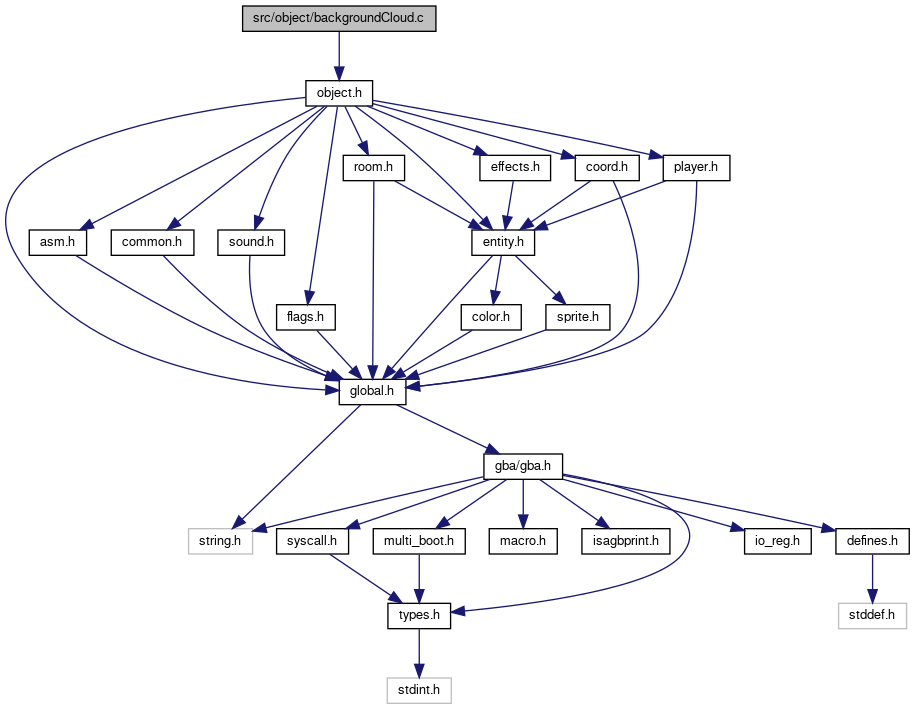 src/object/backgroundCloud.c
object.h
room.h
effects.h
coord.h
player.h
asm.h
common.h
sound.h
entity.h
flags.h
color.h
sprite.h
global.h
gba/gba.h
string.h
syscall.h
multi_boot.h
macro.h
isagbprint.h
io_reg.h
defines.h
types.h
stddef.h
stdint.h